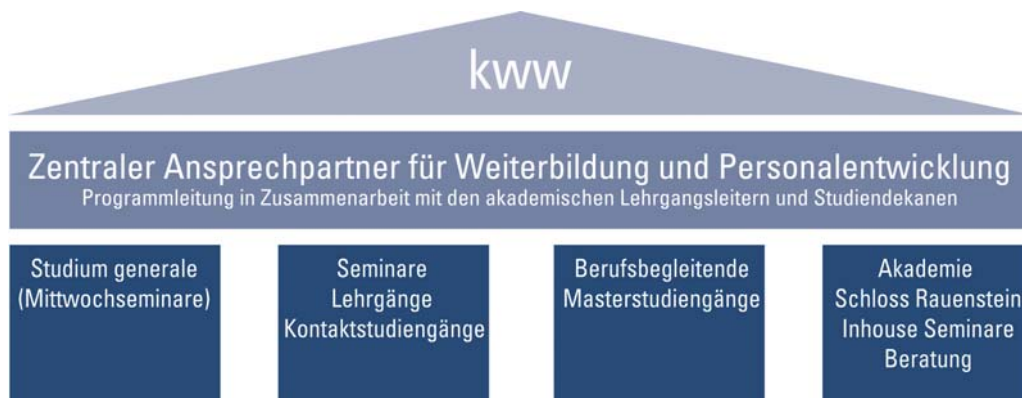 kww
Zentraler Ansprechpartner für Weiterbildung und Personalentwicklung
Programmleitung in Zusammenarbeit mit den akademischen Lehrgangsleitern und Studiendekanen
Studium generale
(Mittwochseminare)
Seminare
Lehrgänge
Kontaktstudiengänge
Berufsbegleitende
Masterstudiengänge
Akademie
Schloss Rauenstein
Inhouse Seminare
Beratung